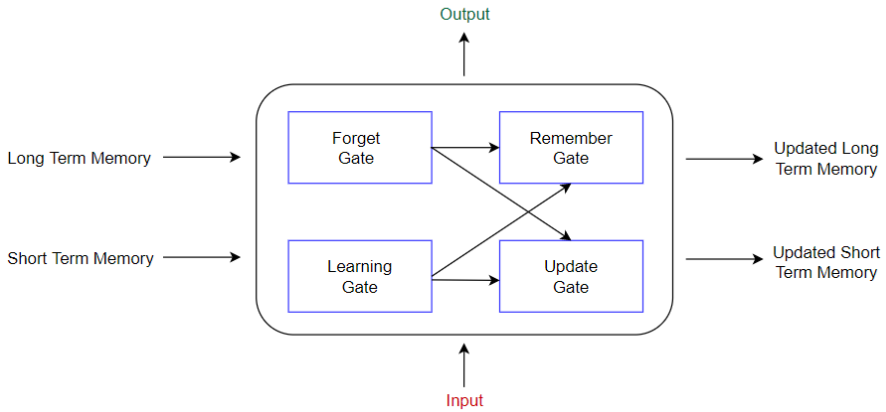 Output
Forget
Gate
Remember
Gate
Long Term Memory
Updated Long
Term Memory
Short Term Memory
Learning
Gate
Update
Gate
Updated Short
Term Memory
Input